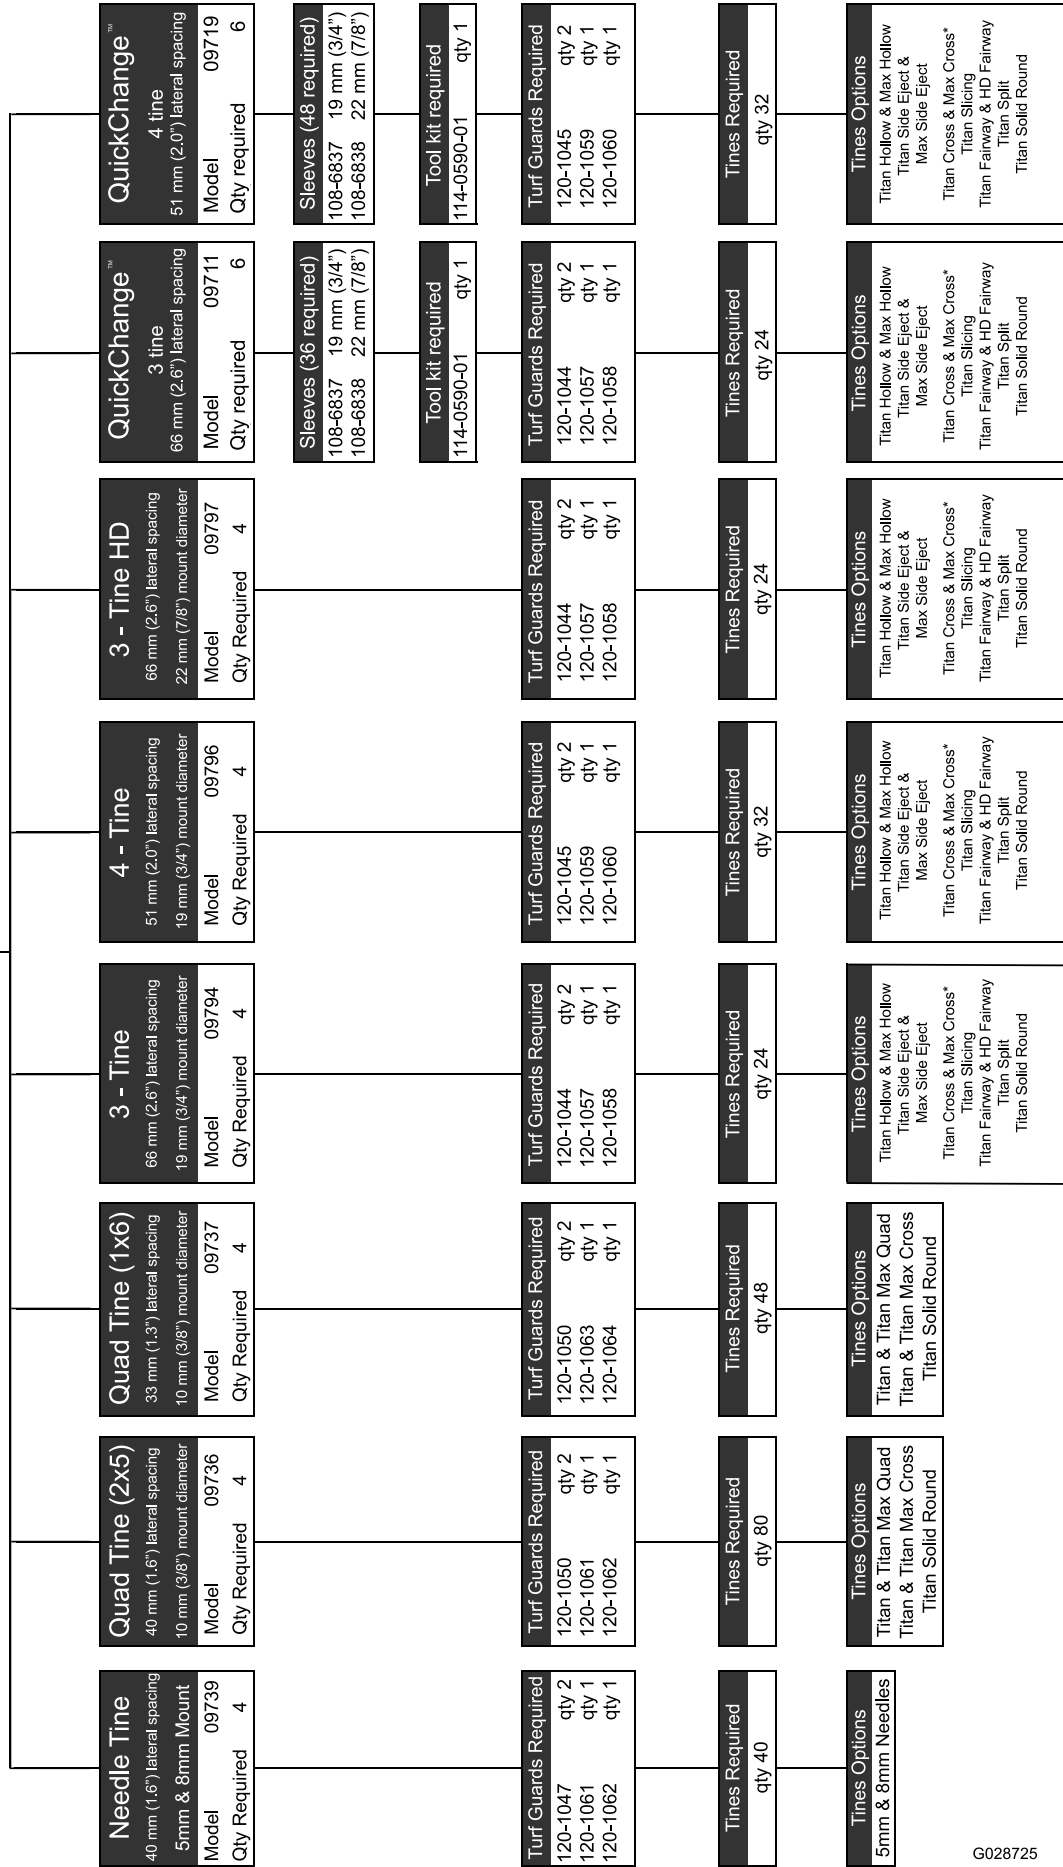 Needle Tine
40 mm (1.6") lateral spacing
5mm & 8mm Mount
Model 09739
Qty Required 4
Turf Guards Required
120-1047 qty 2
120-1061 qty 1
120-1062 qty 1
Tines Required
qty 40
Tines Options
5mm & 8mm Needles
Quad Tine (2x5)
40 mm (1.6") lateral spacing
10 mm (3/8") mount diameter
Model 09736
Qty Required 4
Turf Guards Required
120-1050 qty 2
120-1061 qty 1
120-1062 qty 1
Tines Required
qty 80
Tines Options
Titan & Titan Max Quad
Titan & Titan Max Cross
Titan Solid Round
Quad Tine (1x6)
33 mm (1.3") lateral spacing
10 mm (3/8") mount diameter
Model 09737
Qty Required 4
Turf Guards Required
120-1050 qty 2
120-1063 qty 1
120-1064 qty 1
Tines Required
qty 48
Tines Options
Titan & Titan Max Quad
Titan & Titan Max Cross
Titan Solid Round
3 - Tine
66 mm (2.6") lateral spacing
19 mm (3/4") mount diameter
Model 09794
Qty Required 4
Turf Guards Required
120-1044 qty 2
120-1057 qty 1
120-1058 qty 1
Tines Required
qty 24
Tines Options
Titan Hollow & Max Hollow
Titan Side Eject &
Max Side Eject
Titan Cross & Max Cross*
Titan Slicing
Titan Fairway & HD Fairway
Titan Split
Titan Solid Round
4 - Tine
51 mm (2.0") lateral spacing
19 mm (3/4") mount diameter
Model 09796
Qty Required 4
Turf Guards Required
120-1045 qty 2
120-1059 qty 1
120-1060 qty 1
Tines Required
qty 32
Tines Options
Titan Hollow & Max Hollow
Titan Side Eject &
Max Side Eject
Titan Cross & Max Cross*
Titan Slicing
Titan Fairway & HD Fairway
Titan Split
Titan Solid Round
3 - Tine HD
66 mm (2.6") lateral spacing
22 mm (7/8") mount diameter
Model 09797
Qty Required 4
Turf Guards Required
120-1044 qty 2
120-1057 qty 1
120-1058 qty 1
Tines Required
qty 24
Tines Options
Titan Hollow & Max Hollow
Titan Side Eject &
Max Side Eject
Titan Cross & Max Cross*
Titan Slicing
Titan Fairway & HD Fairway
Titan Split
Titan Solid Round
QuickChange™
3 tine
66 mm (2.6") lateral spacing
Model 09711
Qty required 6
Sleeves (36 required)
108-6837 19 mm (3/4")
108-6838 22 mm (7/8")
Tool kit required
114-0590-01 qty 1
Turf Guards Required
120-1044 qty 2
120-1057 qty 1
120-1058 qty 1
Tines Required
qty 24
Tines Options
Titan Hollow & Max Hollow
Titan Side Eject &
Max Side Eject
Titan Cross & Max Cross*
Titan Slicing
Titan Fairway & HD Fairway
Titan Split
Titan Solid Round
QuickChange™
4 tine
51 mm (2.0") lateral spacing
Model 09719
Qty required 6
Sleeves (48 required)
108-6837 19 mm (3/4")
108-6838 22 mm (7/8")
Tool kit required
114-0590-01 qty 1
Turf Guards Required
120-1045 qty 2
120-1059 qty 1
120-1060 qty 1
Tines Required
qty 32
Tines Options
Titan Hollow & Max Hollow
Titan Side Eject &
Max Side Eject
Titan Cross & Max Cross*
Titan Slicing
Titan Fairway & HD Fairway
Titan Split
Titan Solid Round
G028725